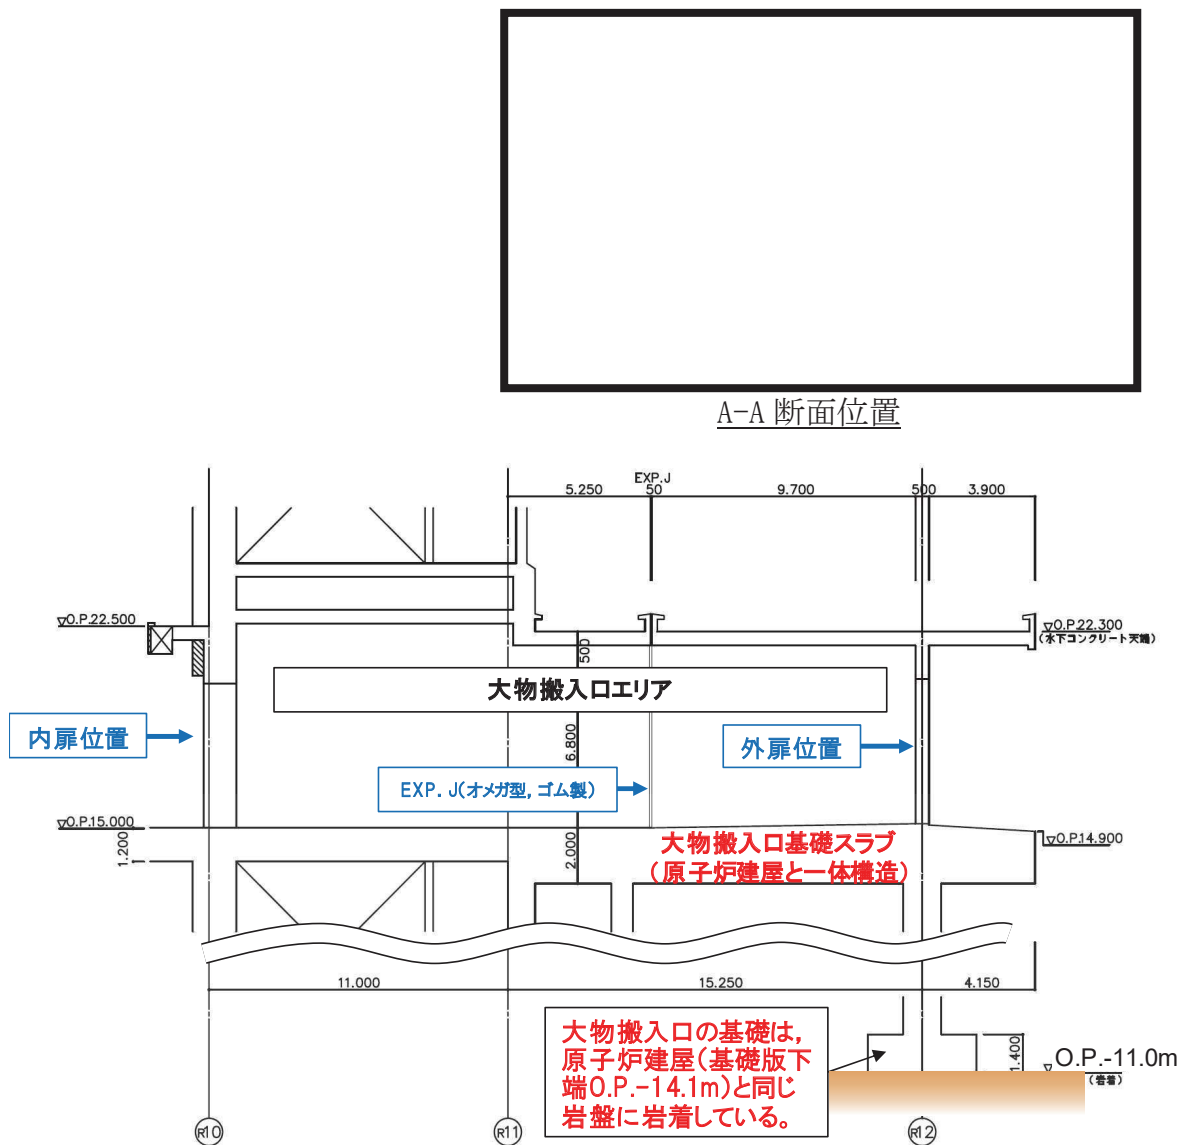 A-A 断面位置
EXP.J
5.250
50
9.700
500
3.900
▽O.P.22.500
▽O.P.22.300
(水下コンクリート天端)
500
大物搬入口エリア
内扉位置
6.800
外扉位置
EXP. J(オメガ型, ゴム製)
▽O.P.15.000
1.200
2.000
大物搬入口基礎スラブ
(原子炉建屋と一体構造)
▽O.P.14.900
11.000
15.250
4.150
大物搬入口の基礎は,
原子炉建屋(基礎版下
端O.P.-14.1m)と同じ
岩盤に岩着している。
1.400
▽O.P.-11.0m
(岩着)
R10
R11
R12